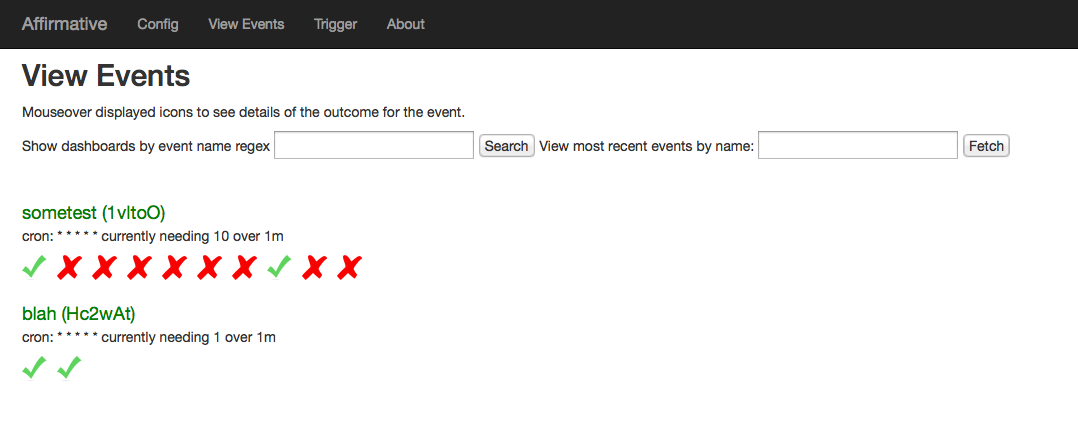 Affirmative Config View Events Trigger About
View Events
Mouseover displayed icons to see details of the outcome for the event.
Show dashboards by event name regex Search View most recent events by name: Fetch
sometest (1vltoO)
cron: * * * * * currently needing 10 over 1m
blah (Hc2wAt)
cron: * * * * * currently needing 1 over 1m